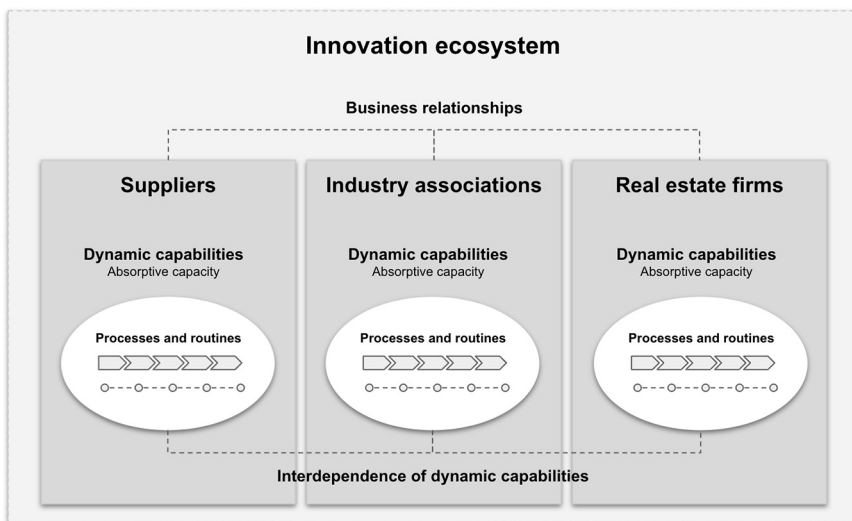 Innovation ecosystem
Business relationships
Suppliers
Industry associations
Real estate firms
Dynamic capabilities
Absorptive capacity
Dynamic capabilities
Absorptive capacity
Dynamic capabilities
Absorptive capacity
Processes and routines
Processes and routines
Processes and routines
Interdependence of dynamic capabilities